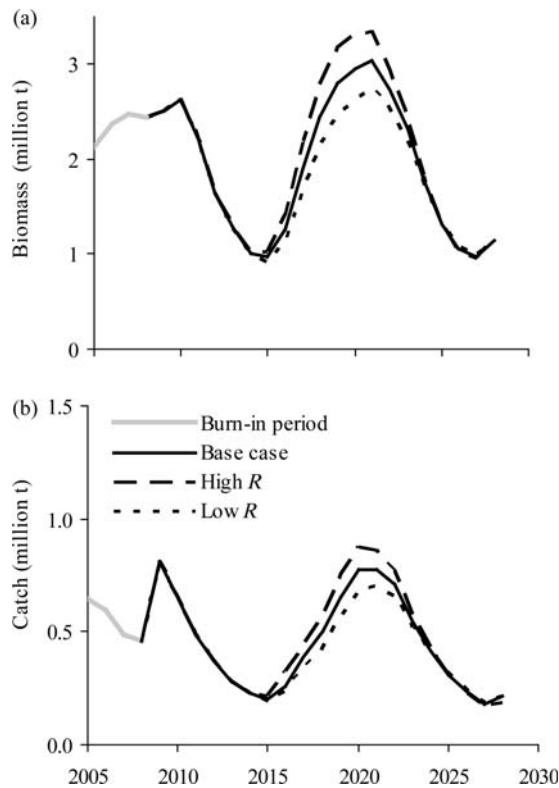 (a)
Biomass (million t)
3
2
1
0
(b)
Catch (million t)
1.5
1.0
0.5
0.0
Burn-in period
Base case
High R
Low R
2005 2010 2015 2020 2025 2030